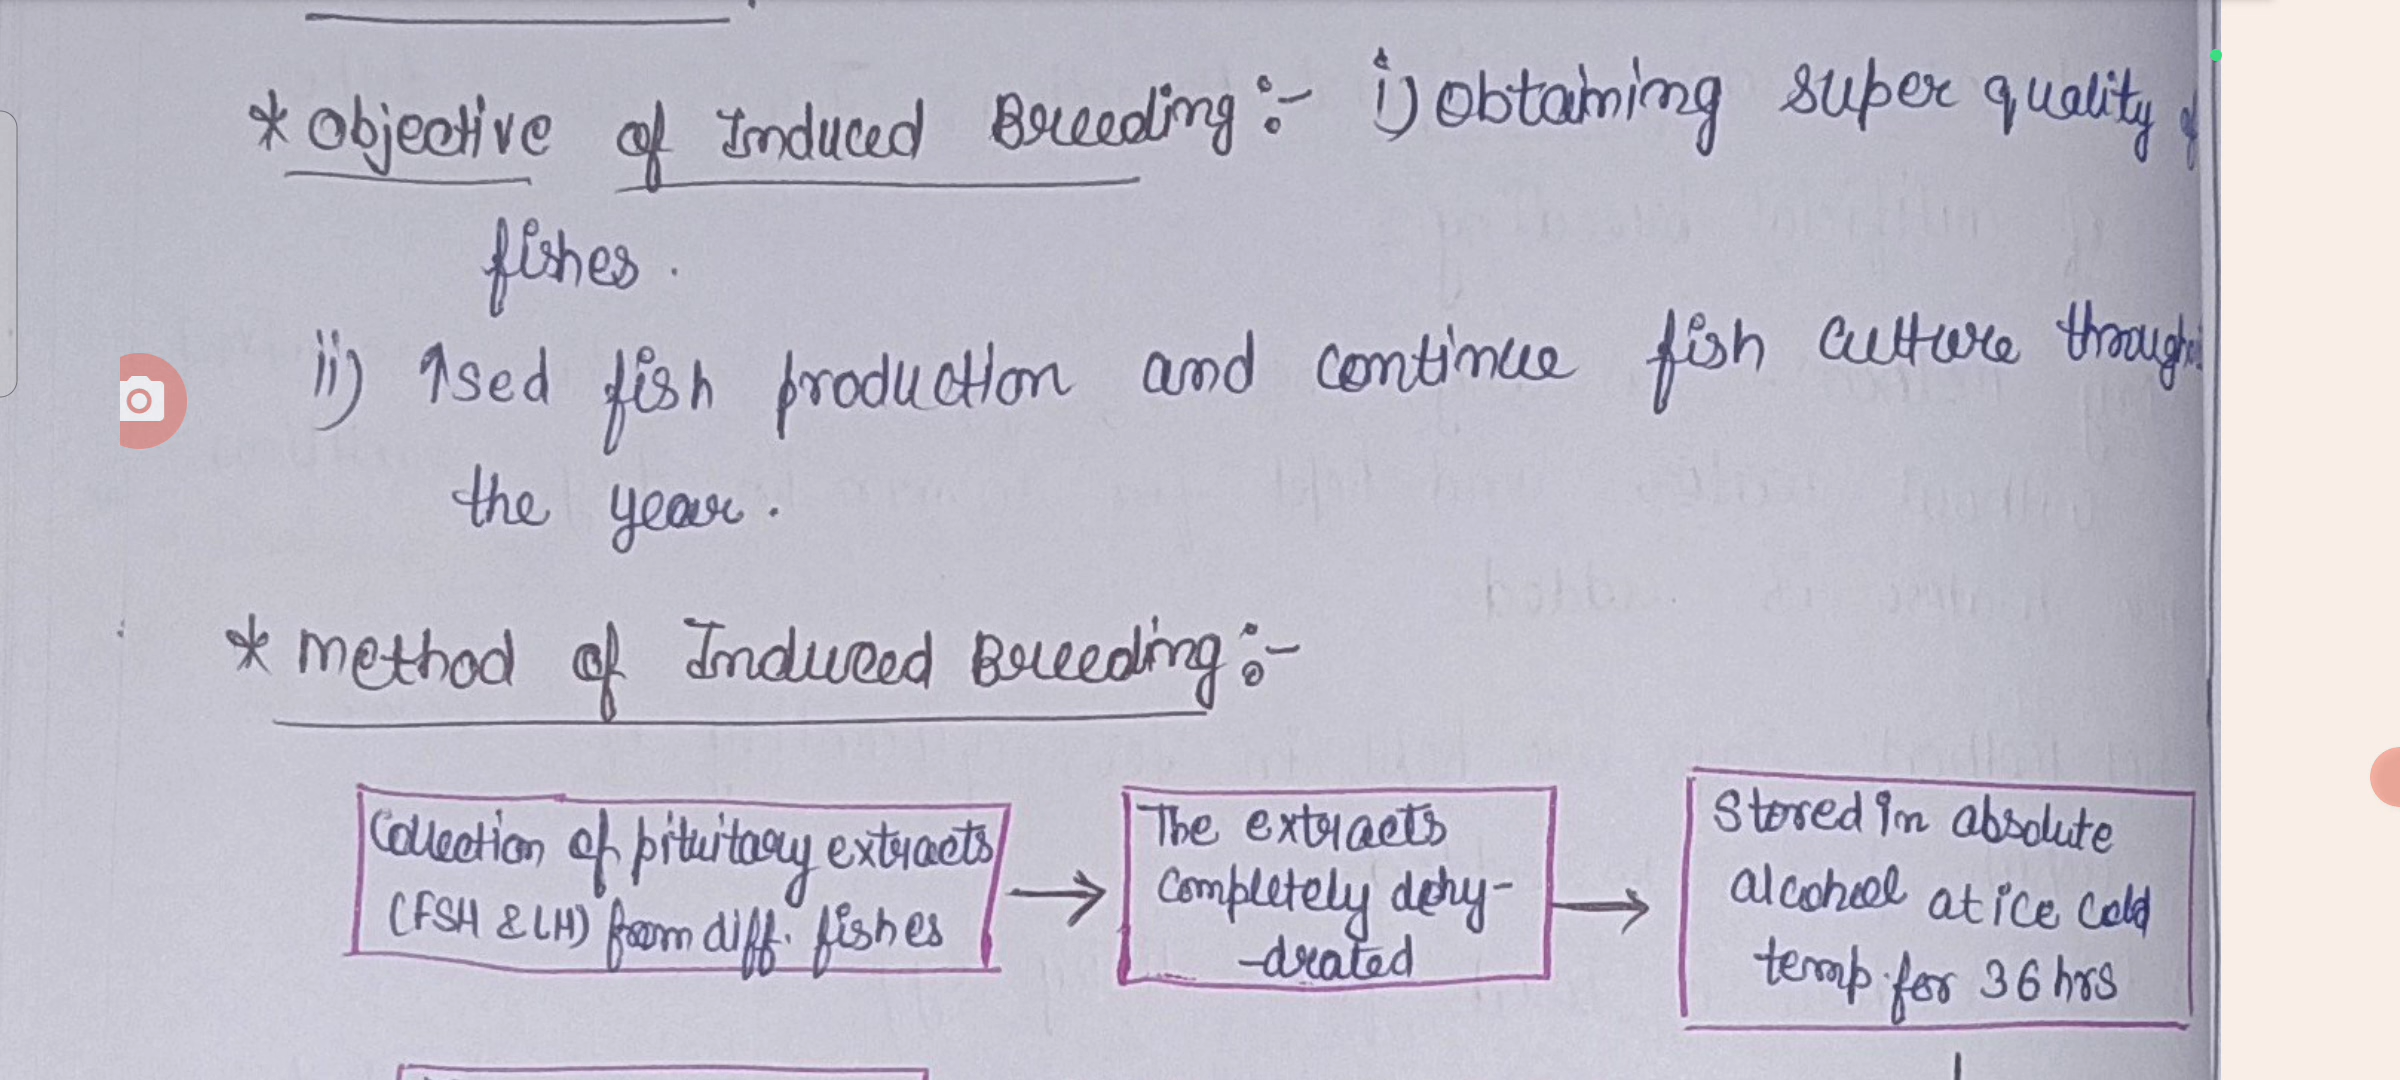 * Objective of Induced Breeding :- i) obtaining super quality of
fishes.
ii) ↑sed fish production and continue fish culture through
the year.
* Method of Induced Breeding :-
Collection of pituitary extracts
(FSH & LH) from diff. fishes
→
The extracts
completely dehy-
-drated
→
Stored in absolute
alcohol at ice cold
temp. for 36 hrs